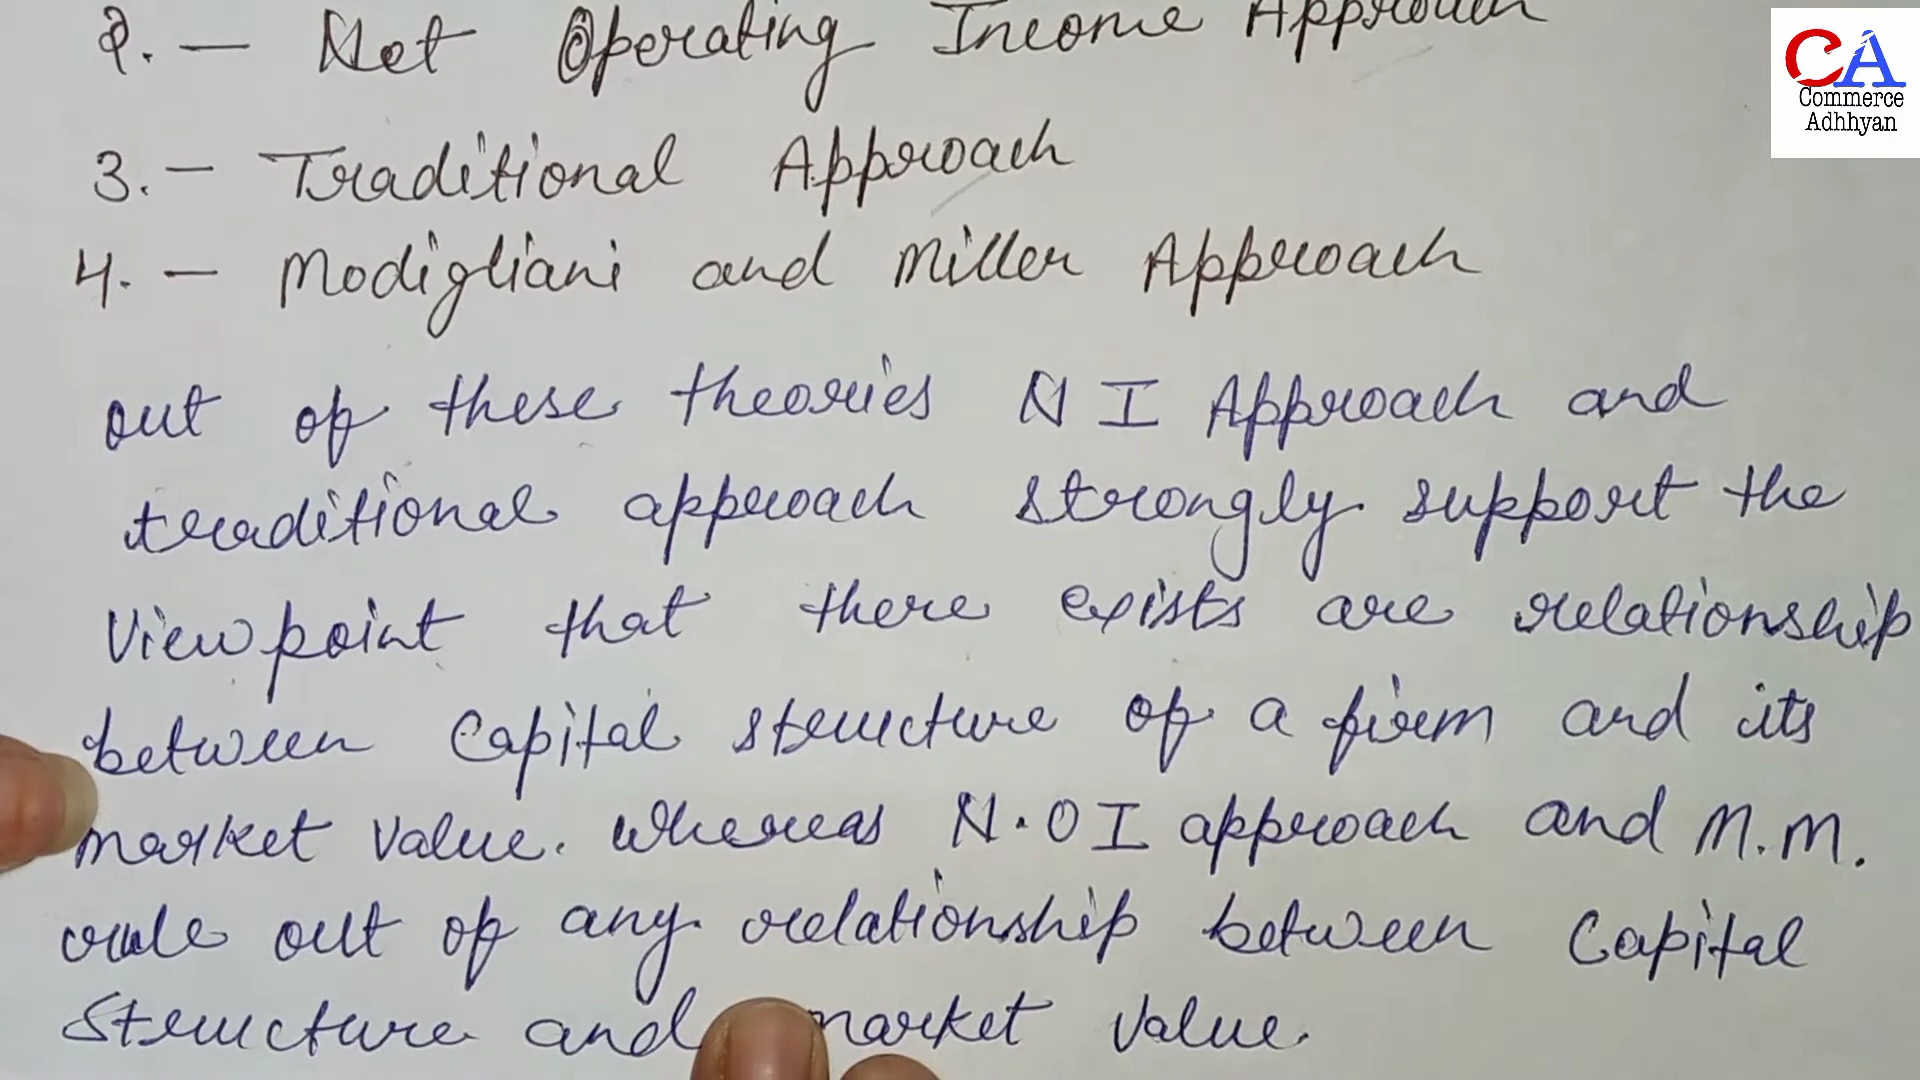 2. — Net Operating Income Approach
3. — Traditional Approach
4. — Modigliani and Miller Approach
out of these theories N I Approach and
traditional approach strongly support the
viewpoint that there exists are relationship
between Capital structure of a firm and its
market value. whereas N.OI approach and M.M.
rule out of any relationship between Capital
structure and market value.
CA
Commerce
Adhhyan